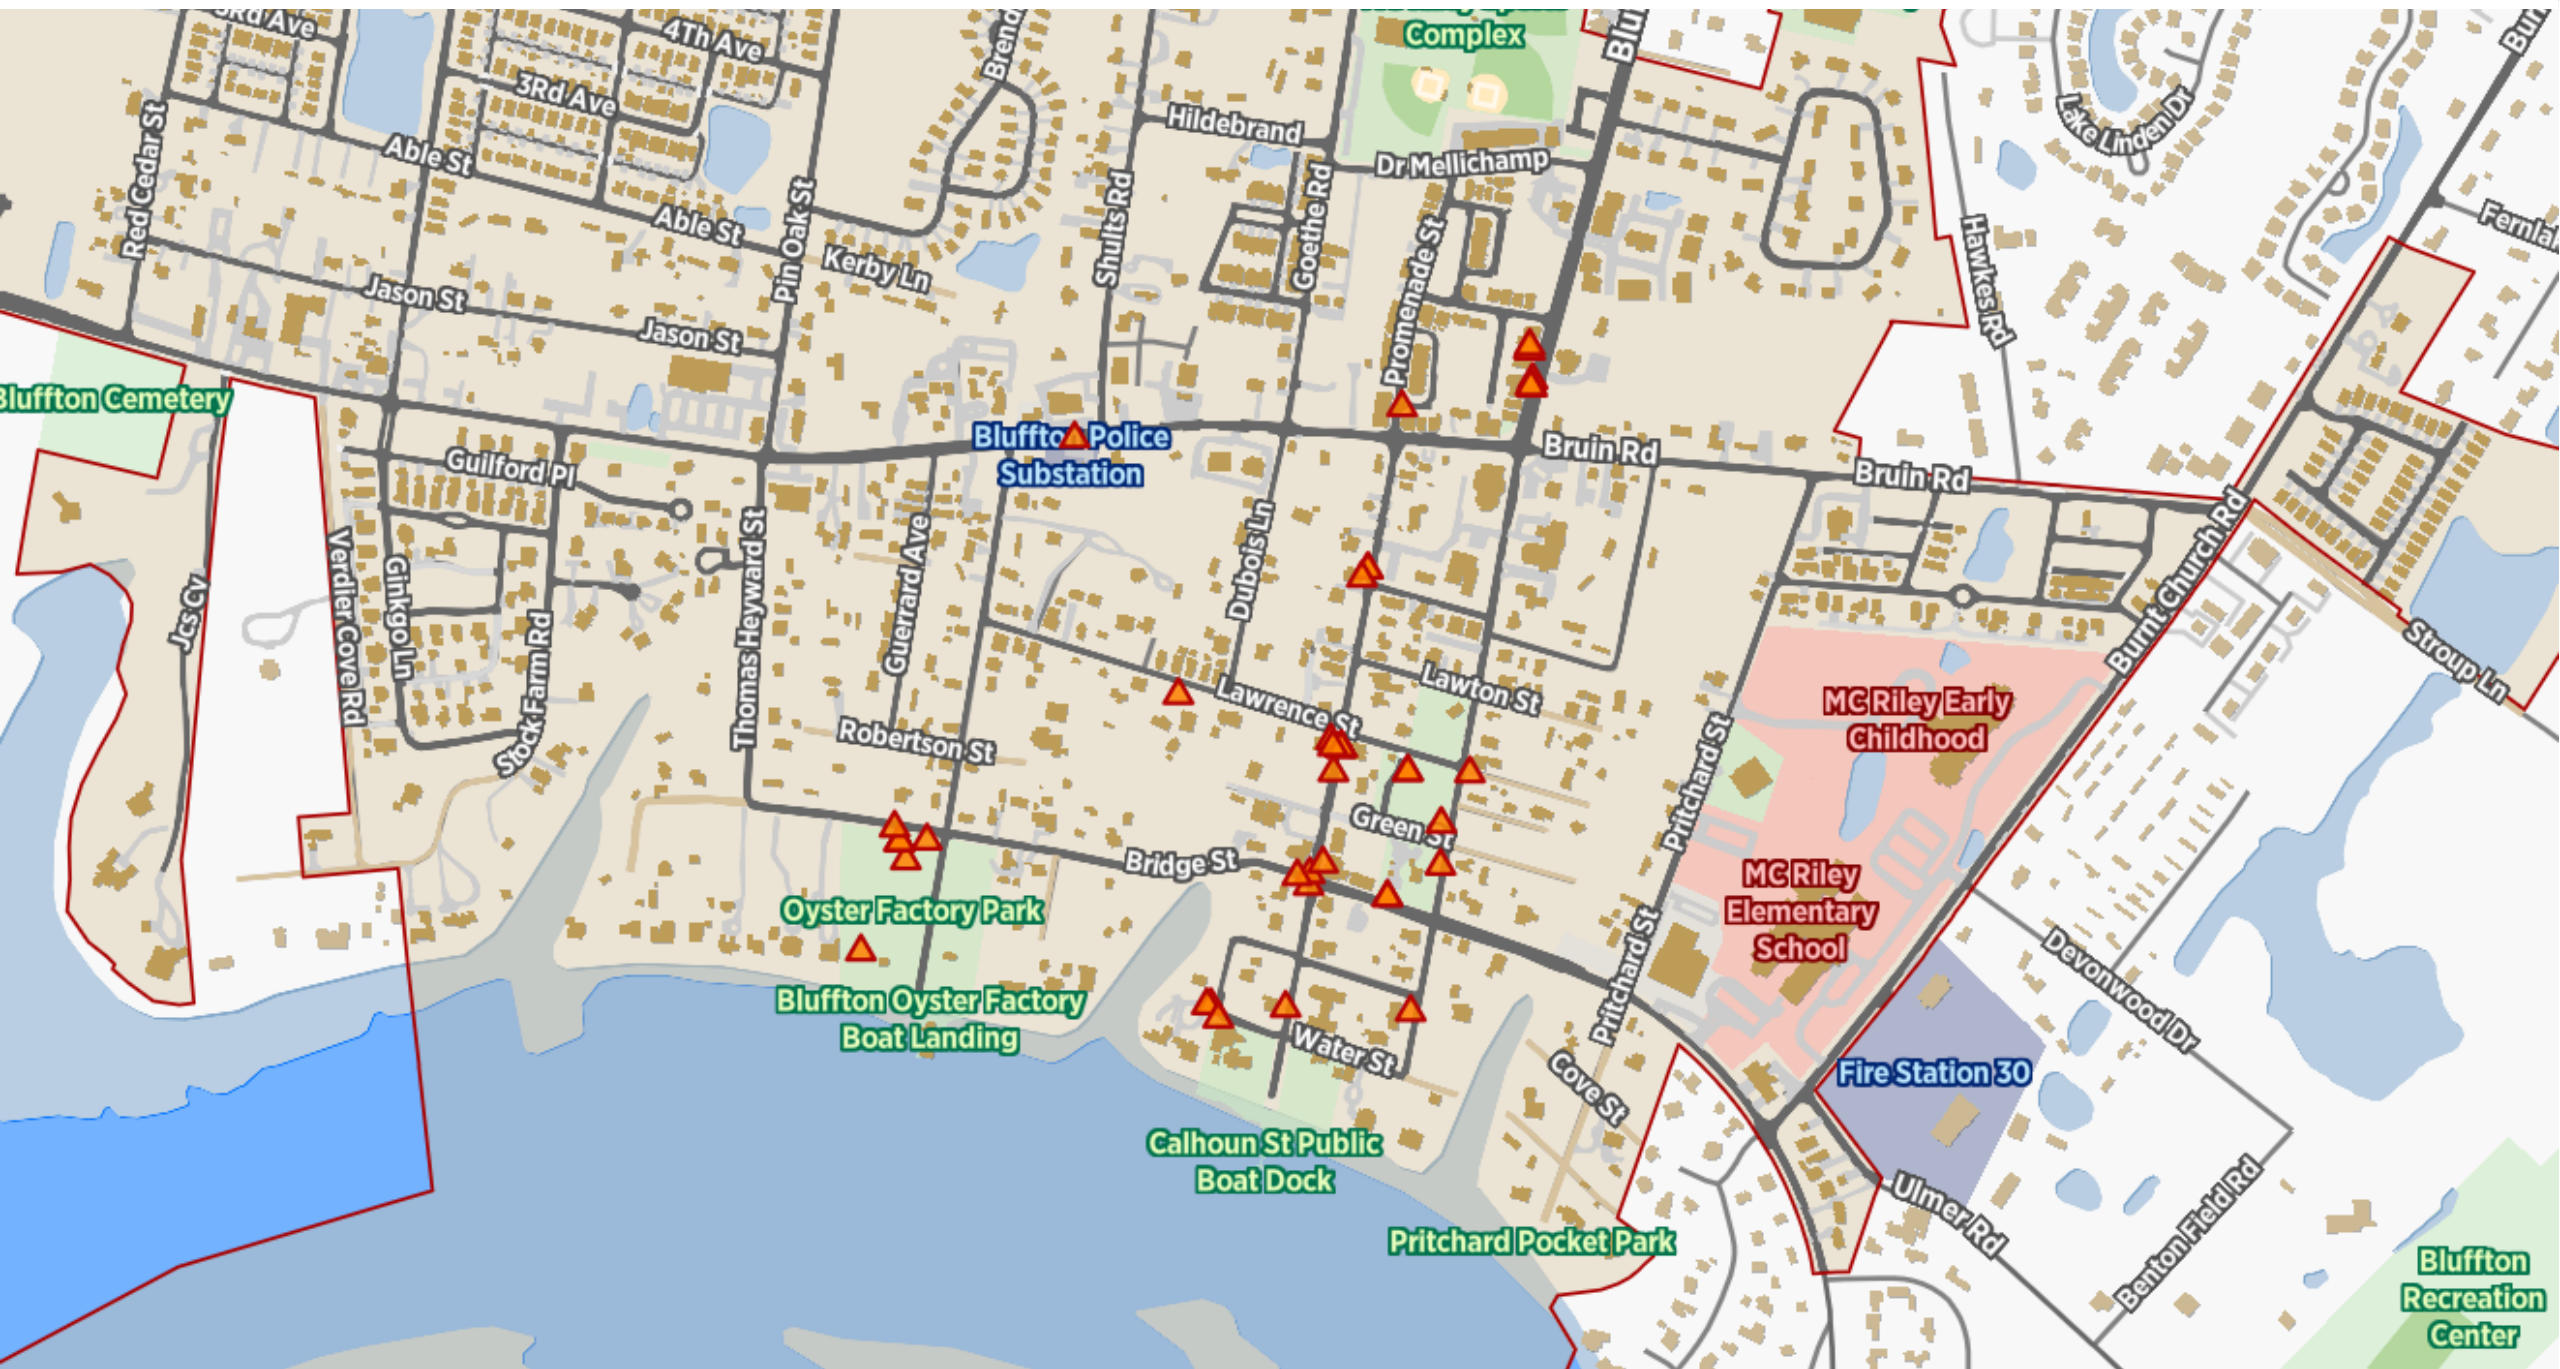 3Rd Ave
4Th Ave
Complex
3Rd Ave
Hildebrand
Lake Linden Dr
Able St
Dr Mellichamp
Red Cedar St
Able St
Pin Oak St
Shults Rd
Goethe Rd
Promenade St
Hawkes Rd
Kerby Ln
Jason St
Jason St
Bluffton Cemetery
Police
Substation
Bruin Rd
Bruin Rd
Guilford Pl
Verdier Cove Rd
Ginkgo Ln
Stock Farm Rd
Thomas Heyward St
Guerrard Ave
Dubois Ln
Jcs Cv
Burnt Church Rd
Stroup Ln
Lawton St
Lawrence St
Robertson St
MC Riley Early
Childhood
Pritchard St
Green St
Bridge St
MC Riley
Elementary
School
Oyster Factory Park
Pritchard St
Devonwood Dr
Bluffton Oyster Factory
Boat Landing
Water St
Cove St
Fire Station 30
Calhoun St Public
Boat Dock
Ulmer Rd
Benton Field Rd
Pritchard Pocket Park
Bluffton
Recreation
Center